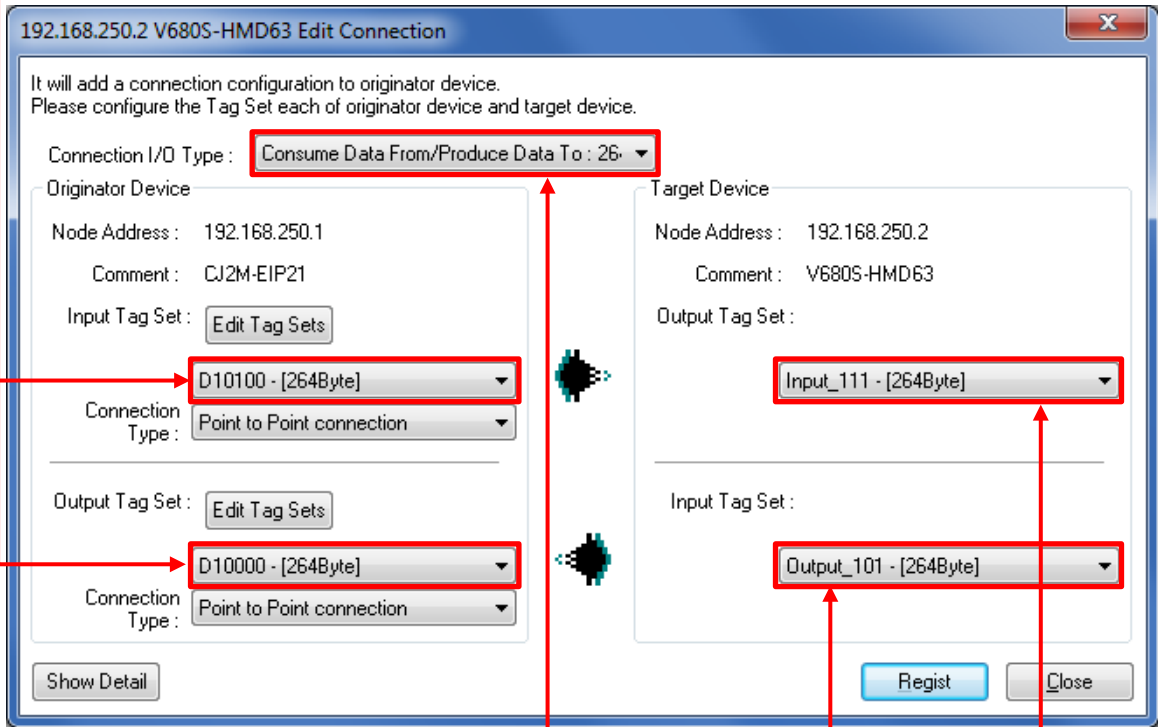 192.168.250.2 V680S-HMD63 Edit Connection
X
It will add a connection configuration to originator device.
Please configure the Tag Set each of originator device and target device.
Connection I/O Type :
Consume Data From/Produce Data To : 26
Originator Device
Node Address : 192.168.250.1
Comment : CJ2M-EIP21
Input Tag Set :
Edit Tag Sets
D10100 - [264Byte]
Connection
Type :
Point to Point connection
Output Tag Set :
Edit Tag Sets
D10000 - [264Byte]
Connection
Type :
Point to Point connection
Target Device
Node Address : 192.168.250.2
Comment : V680S-HMD63
Output Tag Set :
Input_111 - [264Byte]
Input Tag Set :
Output_101 - [264Byte]
Show Detail
Regist
Close